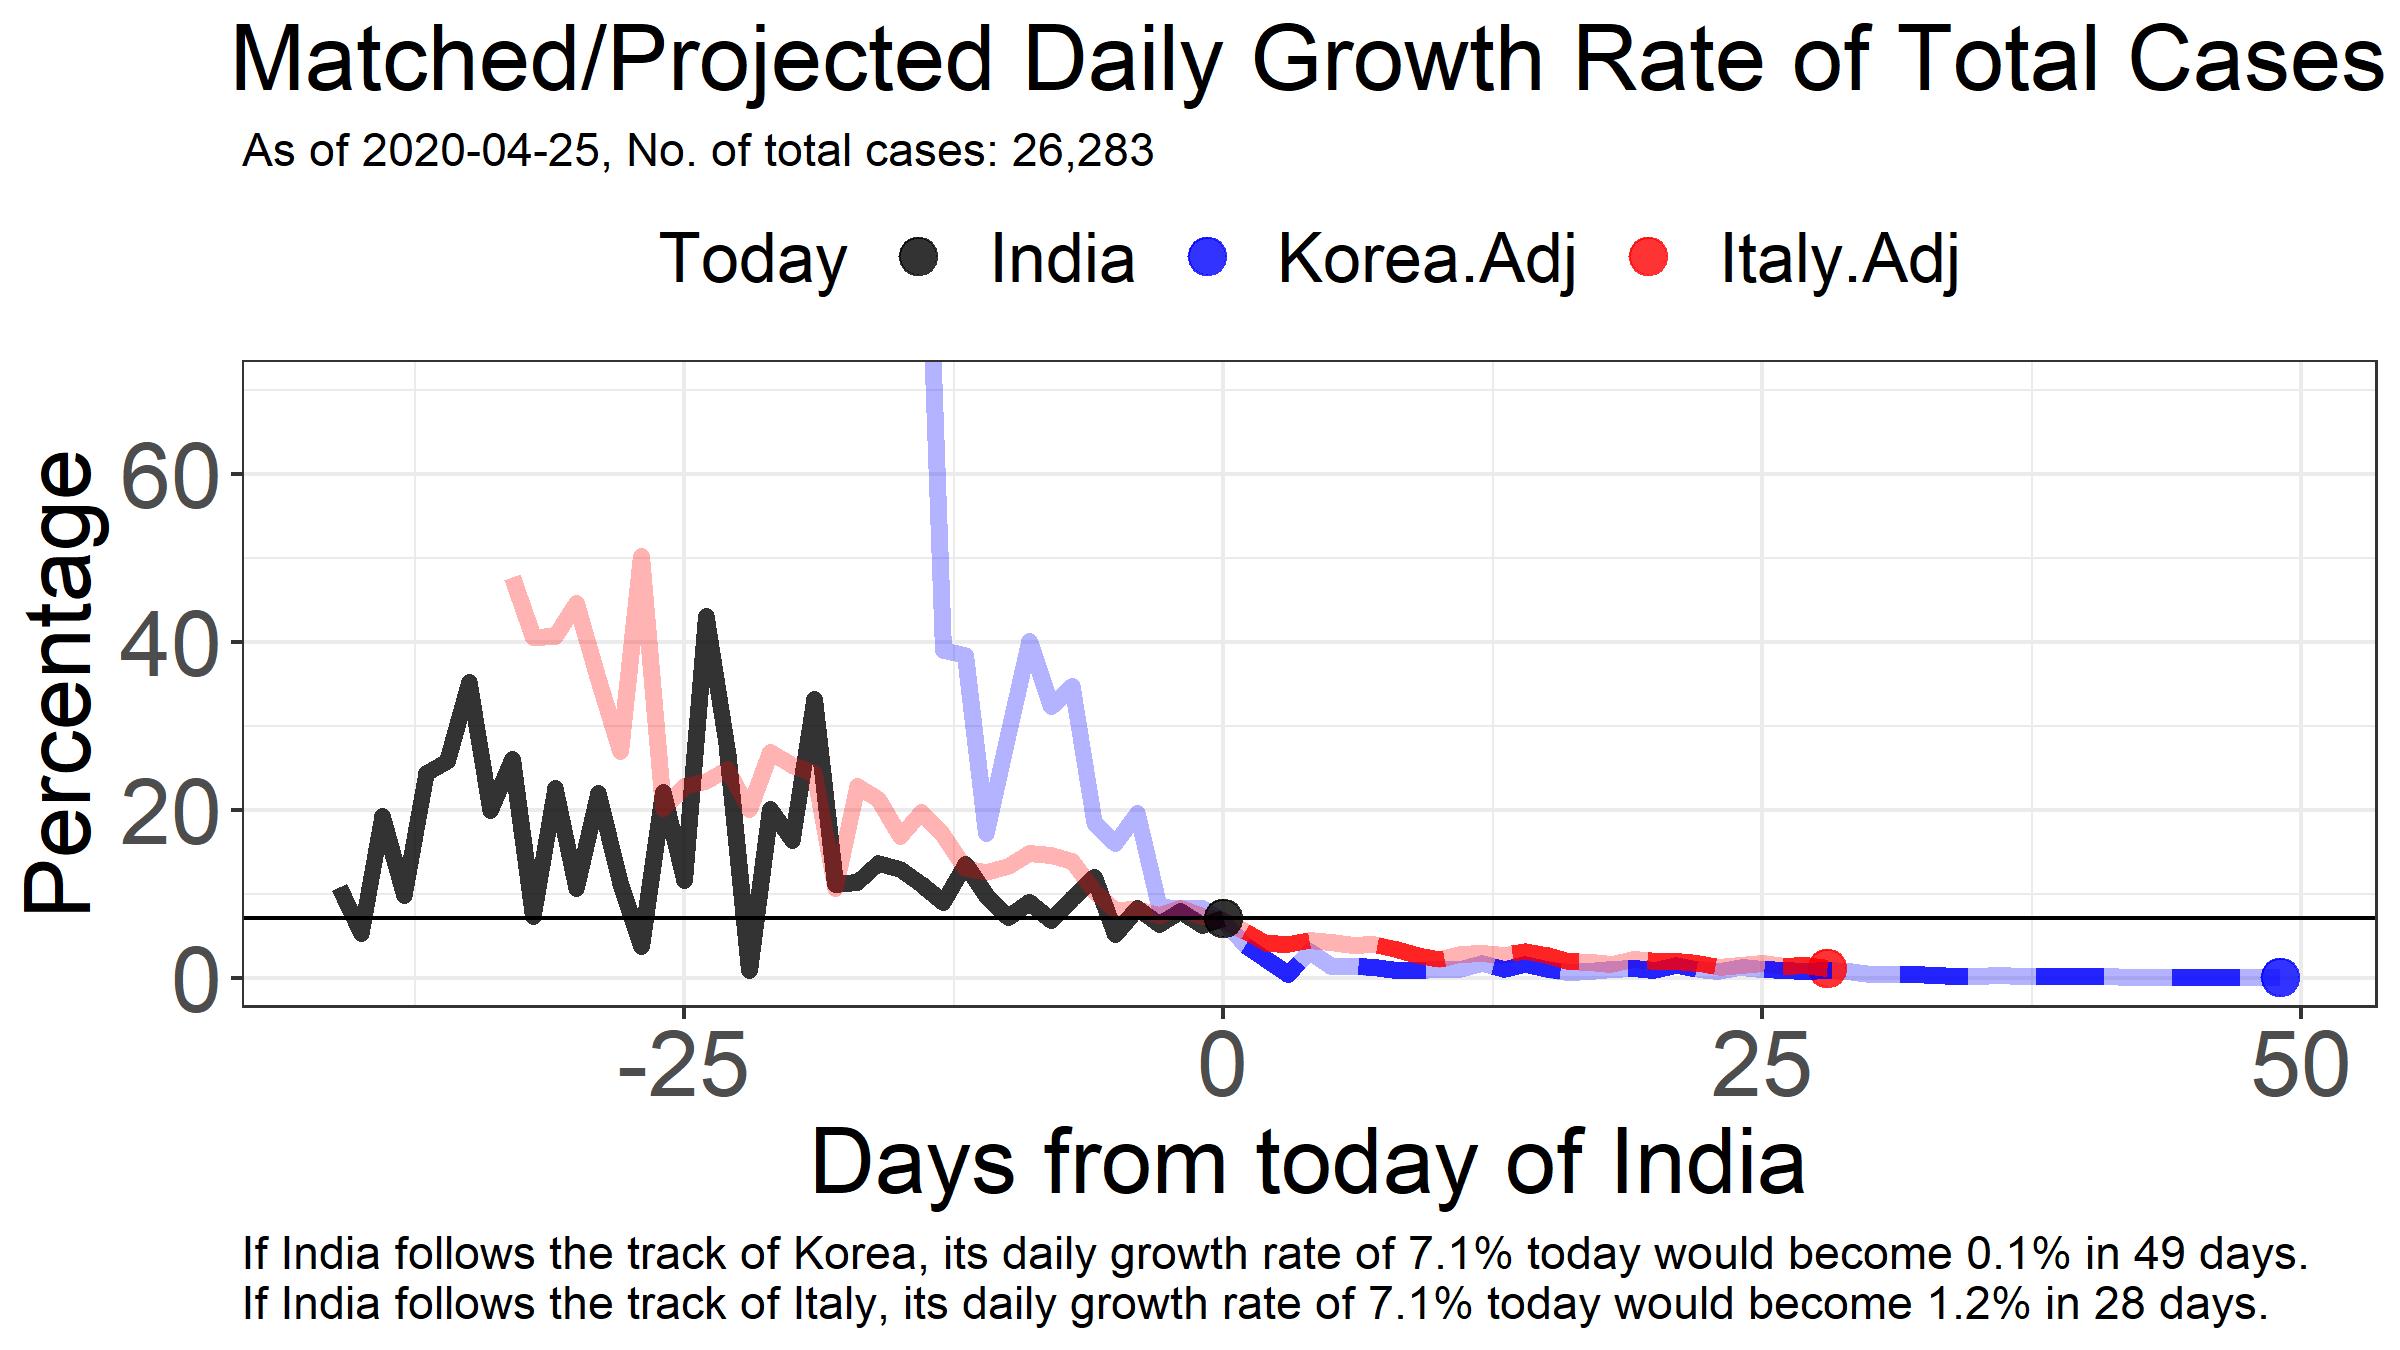 Matched/Projected Daily Growth Rate of Total Cases
As of 2020-04-25, No. of total cases: 26,283
Today India Korea.Adj Italy.Adj
Percentage
60
40
20
0
-25 0 25 50
Days from today of India
If India follows the track of Korea, its daily growth rate of 7.1% today would become 0.1% in 49 days.
If India follows the track of Italy, its daily growth rate of 7.1% today would become 1.2% in 28 days.